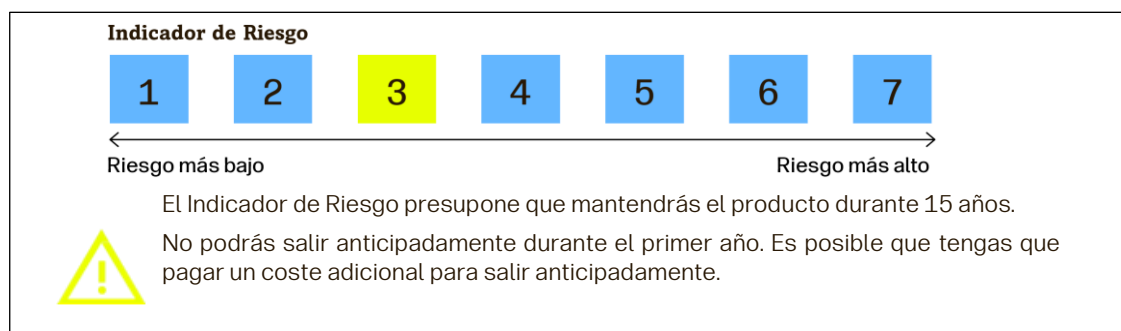 Indicador de Riesgo
1 2 3 4 5 6 7
Riesgo más bajo Riesgo más alto
El Indicador de Riesgo presupone que mantendrás el producto durante 15 años.
No podrás salir anticipadamente durante el primer año. Es posible que tengas que
pagar un coste adicional para salir anticipadamente.